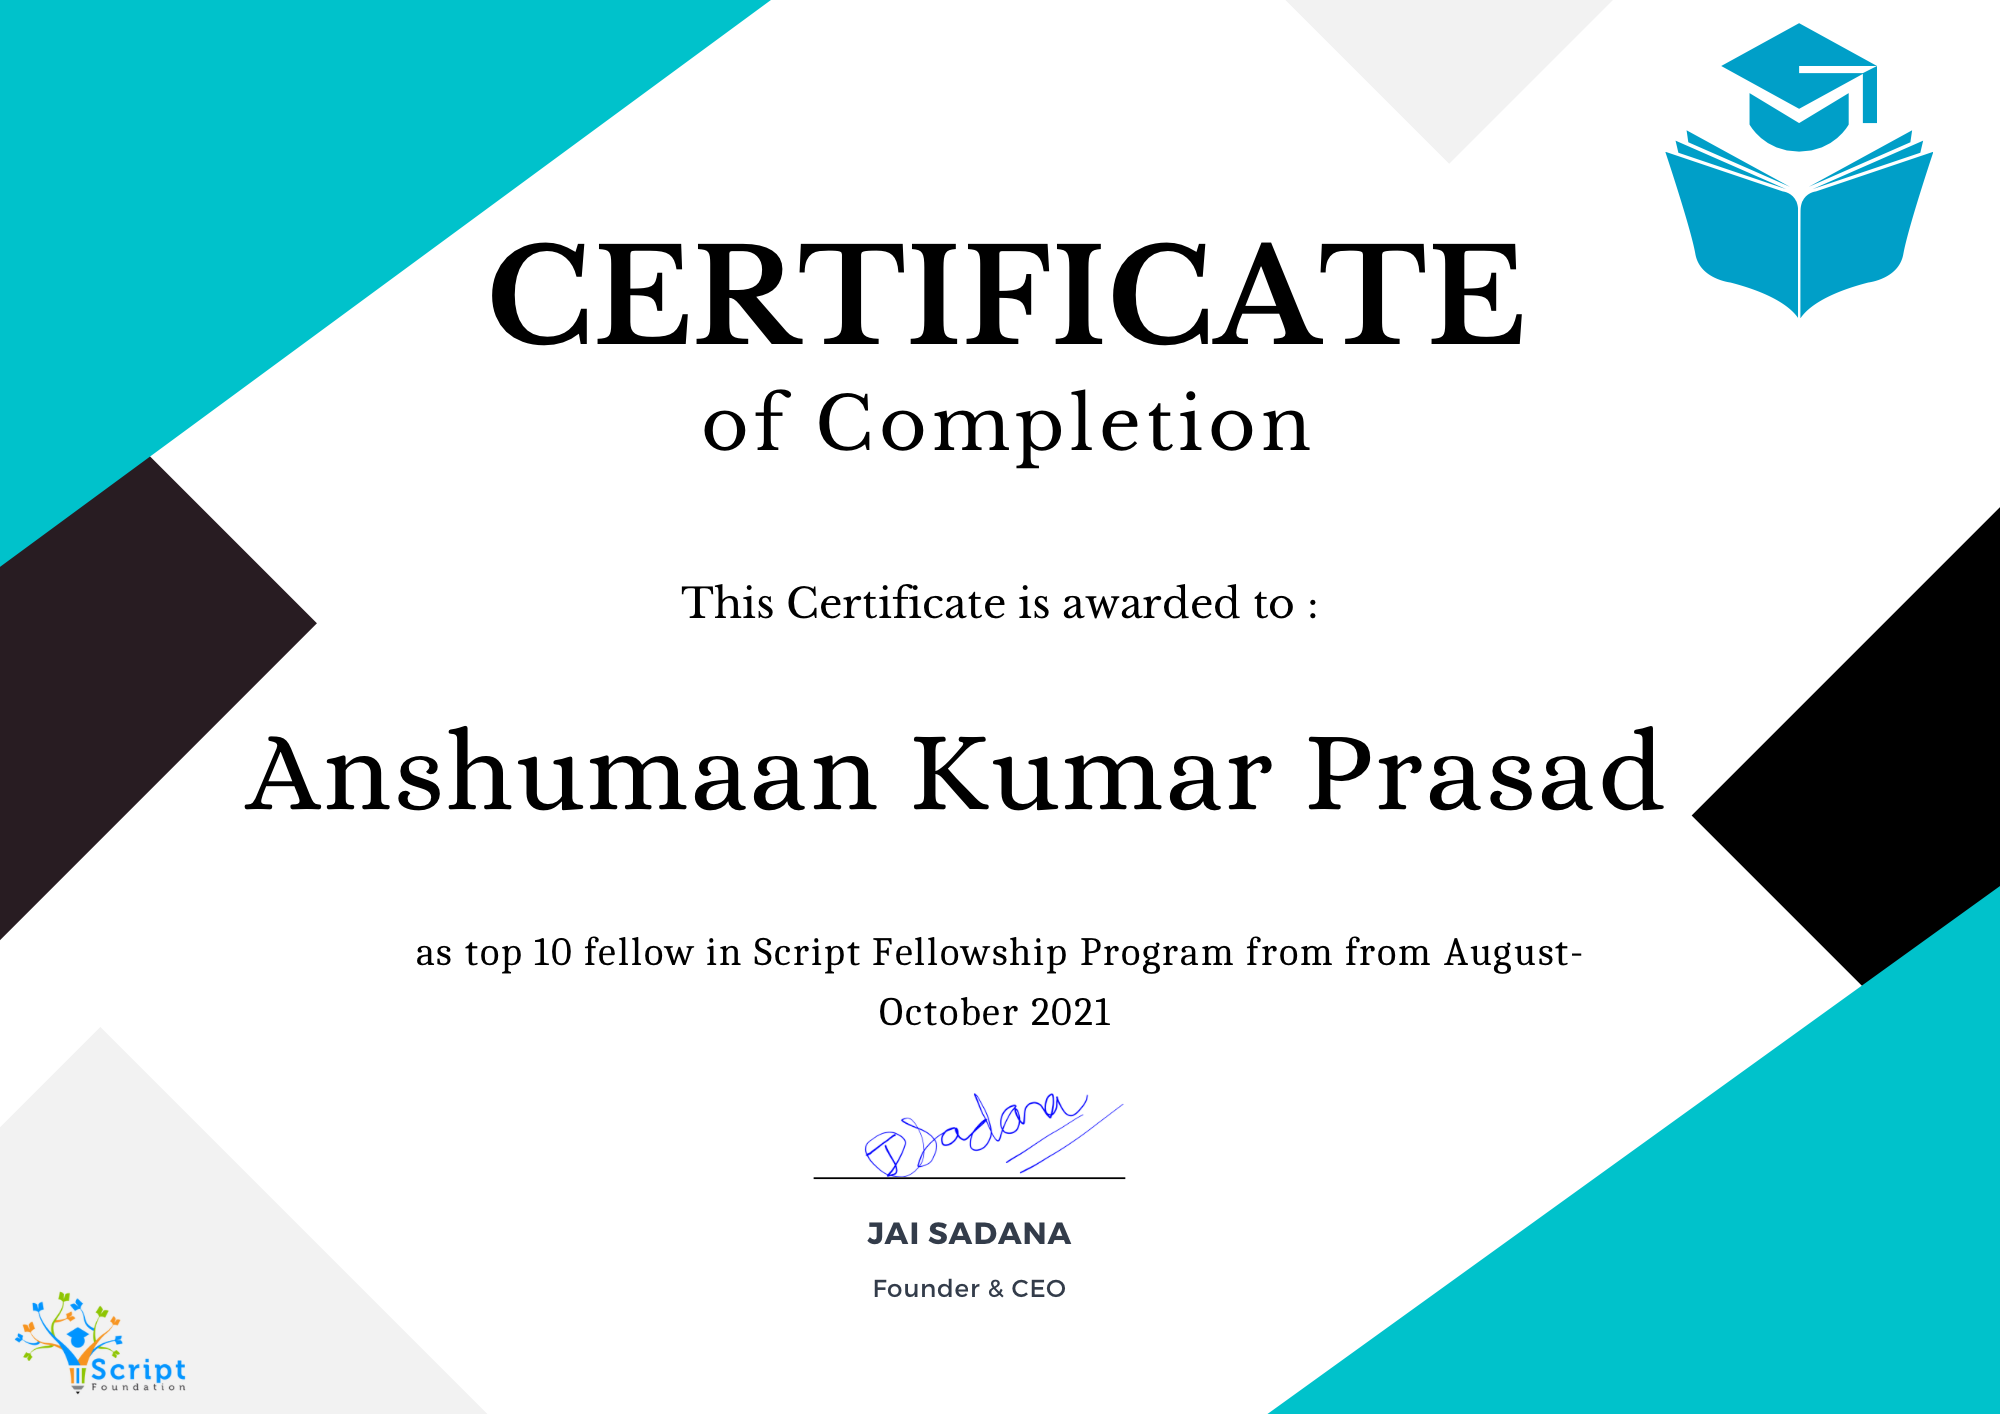 CERTIFICATE
of Completion
This Certificate is awarded to :
Anshumaan Kumar Prasad
as top 10 fellow in Script Fellowship Program from from August-
October 2021
J Sadana
JAI SADANA
Founder & CEO
Script
Foundation